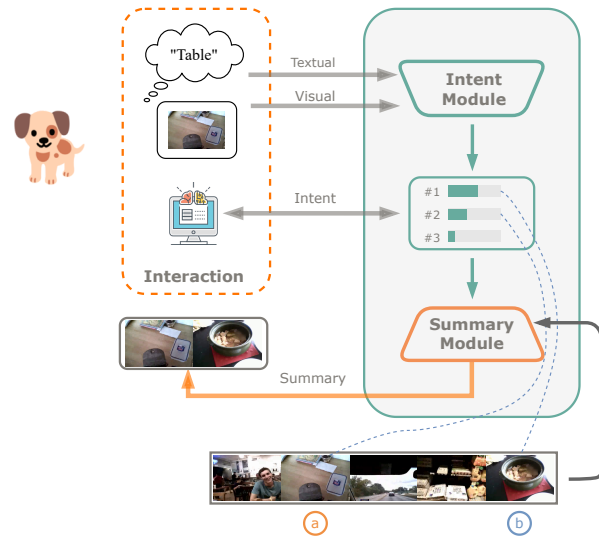 "Table"
Textual
Visual
Intent
Module
Intent
#1
#2
#3
Interaction
Summary
Module
Summary
a
b